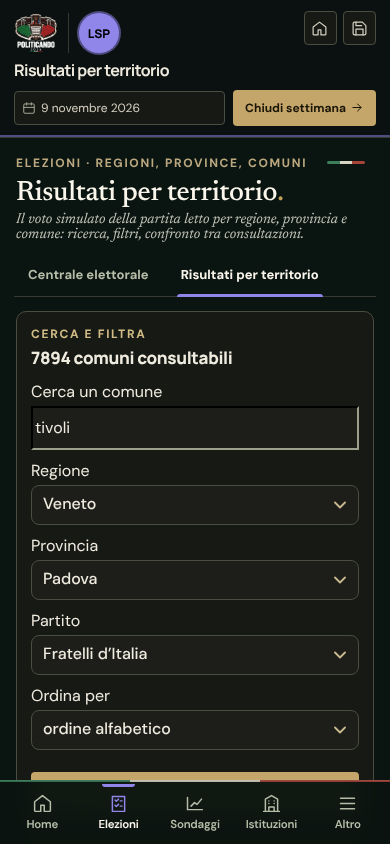 POLITICANDO
LSP
Risultati per territorio
9 novembre 2026
Chiudi settimana →
ELEZIONI · REGIONI, PROVINCE, COMUNI
Risultati per territorio.
Il voto simulato della partita letto per regione, provincia e
comune: ricerca, filtri, confronto tra consultazioni.
Centrale elettorale
Risultati per territorio
CERCA E FILTRA
7894 comuni consultabili
Cerca un comune
tivoli
Regione
Veneto
Provincia
Padova
Partito
Fratelli d’Italia
Ordina per
ordine alfabetico
Home
Elezioni
Sondaggi
Istituzioni
Altro